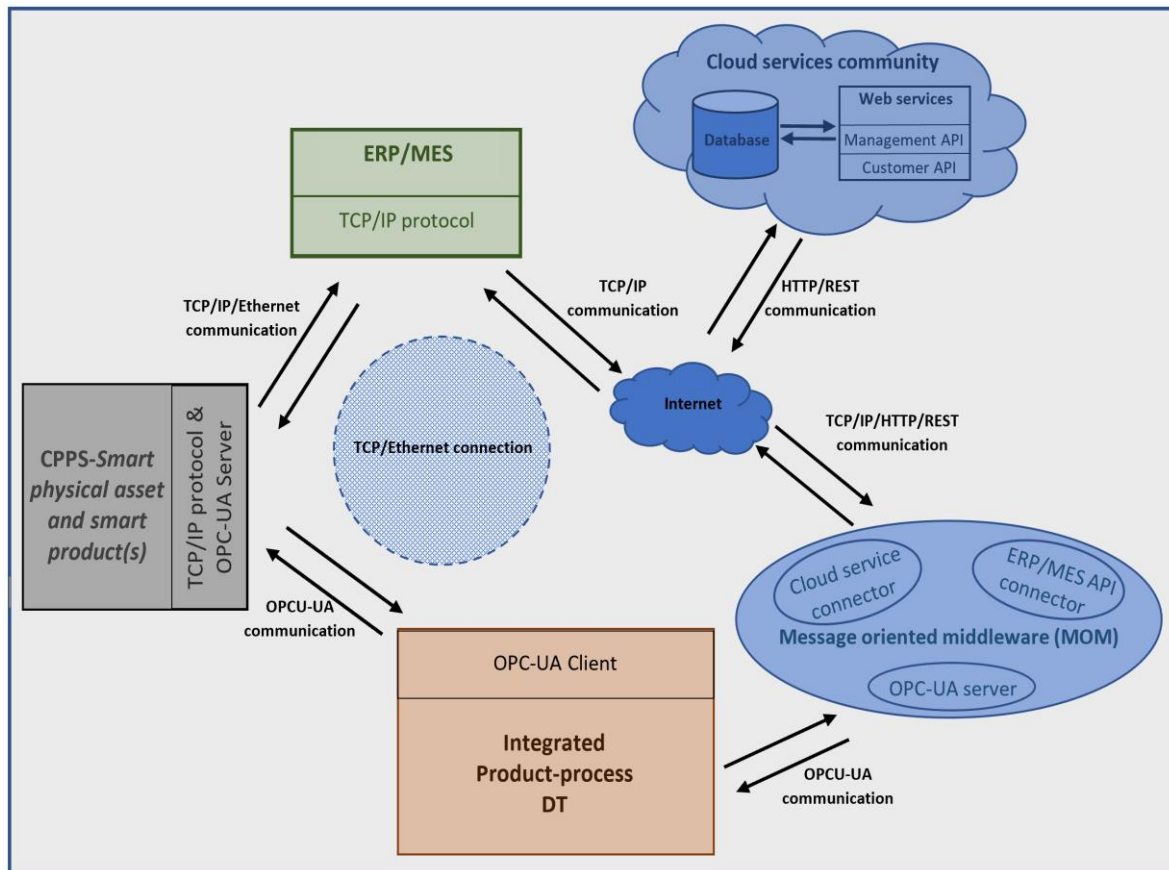 Cloud services community
Database
Web services
Management API
Customer API
ERP/MES
TCP/IP protocol
TCP/IP/Ethernet
communication
TCP/IP
communication
HTTP/REST
communication
Internet
TCP/Ethernet connection
TCP/IP/HTTP/REST
communication
CPPS-Smart
physical asset
and smart
product(s)
TCP/IP protocol &
OPC-UA Server
OPCU-UA
communication
Cloud service
connector
ERP/MES API
connector
Message oriented middleware (MOM)
OPC-UA server
OPC-UA Client
Integrated
Product-process
DT
OPCU-UA
communication